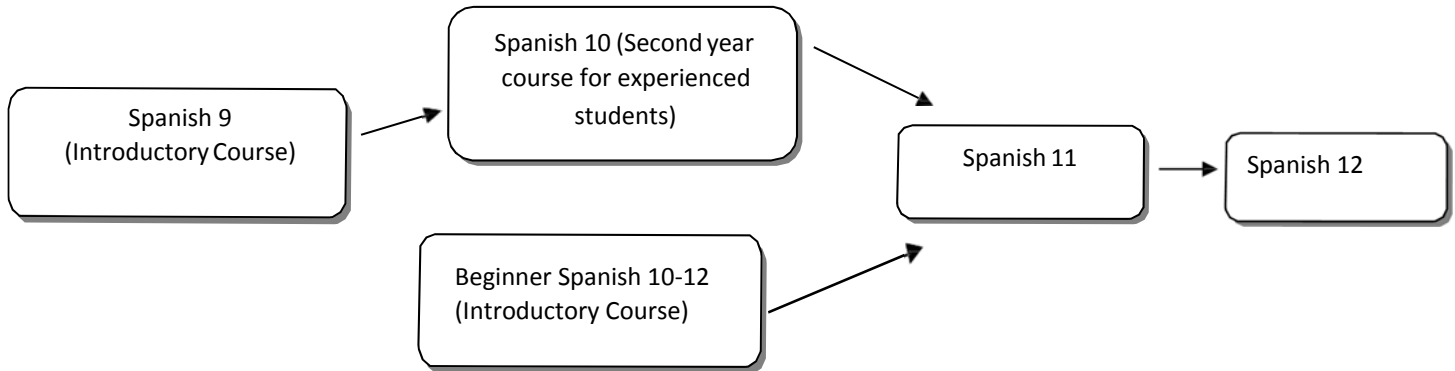 Spanish 9
(Introductory Course)
Spanish 10 (Second year
course for experienced
students)
Beginner Spanish 10-12
(Introductory Course)
Spanish 11
Spanish 12